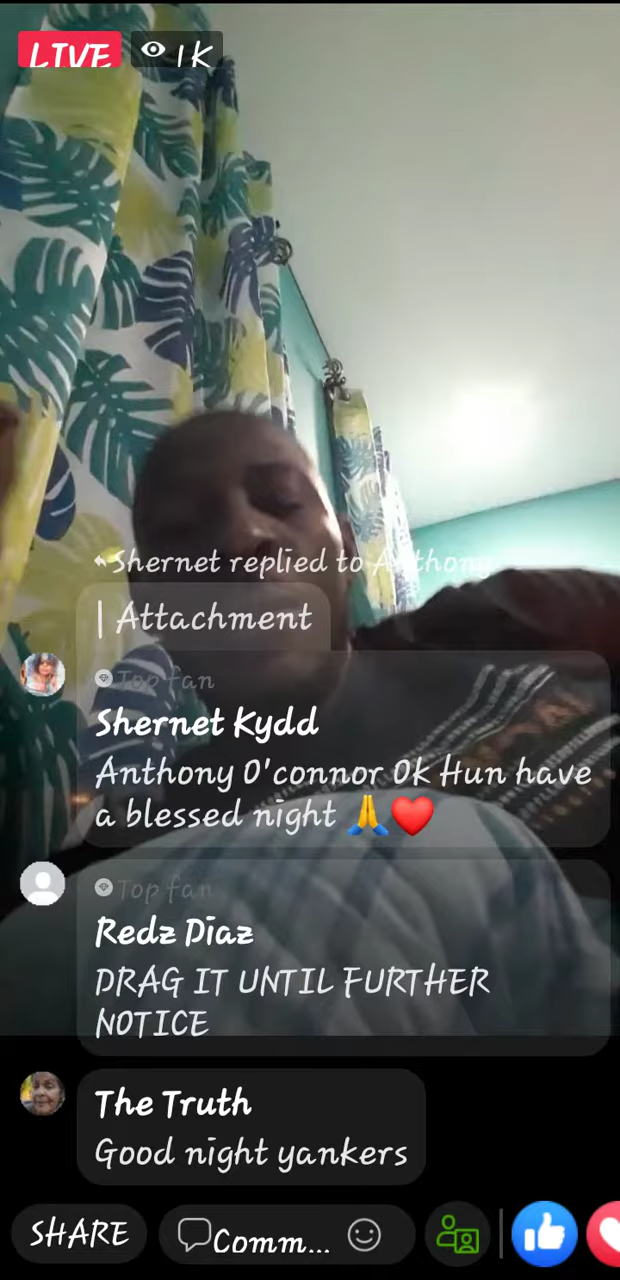 LIVE 1K
Shernet replied to Anthony
| Attachment
Top fan
Shernet Kydd
Anthony O'connor Ok Hun have
a blessed night 🙏❤️
Top fan
Redz Diaz
DRAG IT UNTIL FURTHER
NOTICE
The Truth
Good night yankers
SHARE Comm...